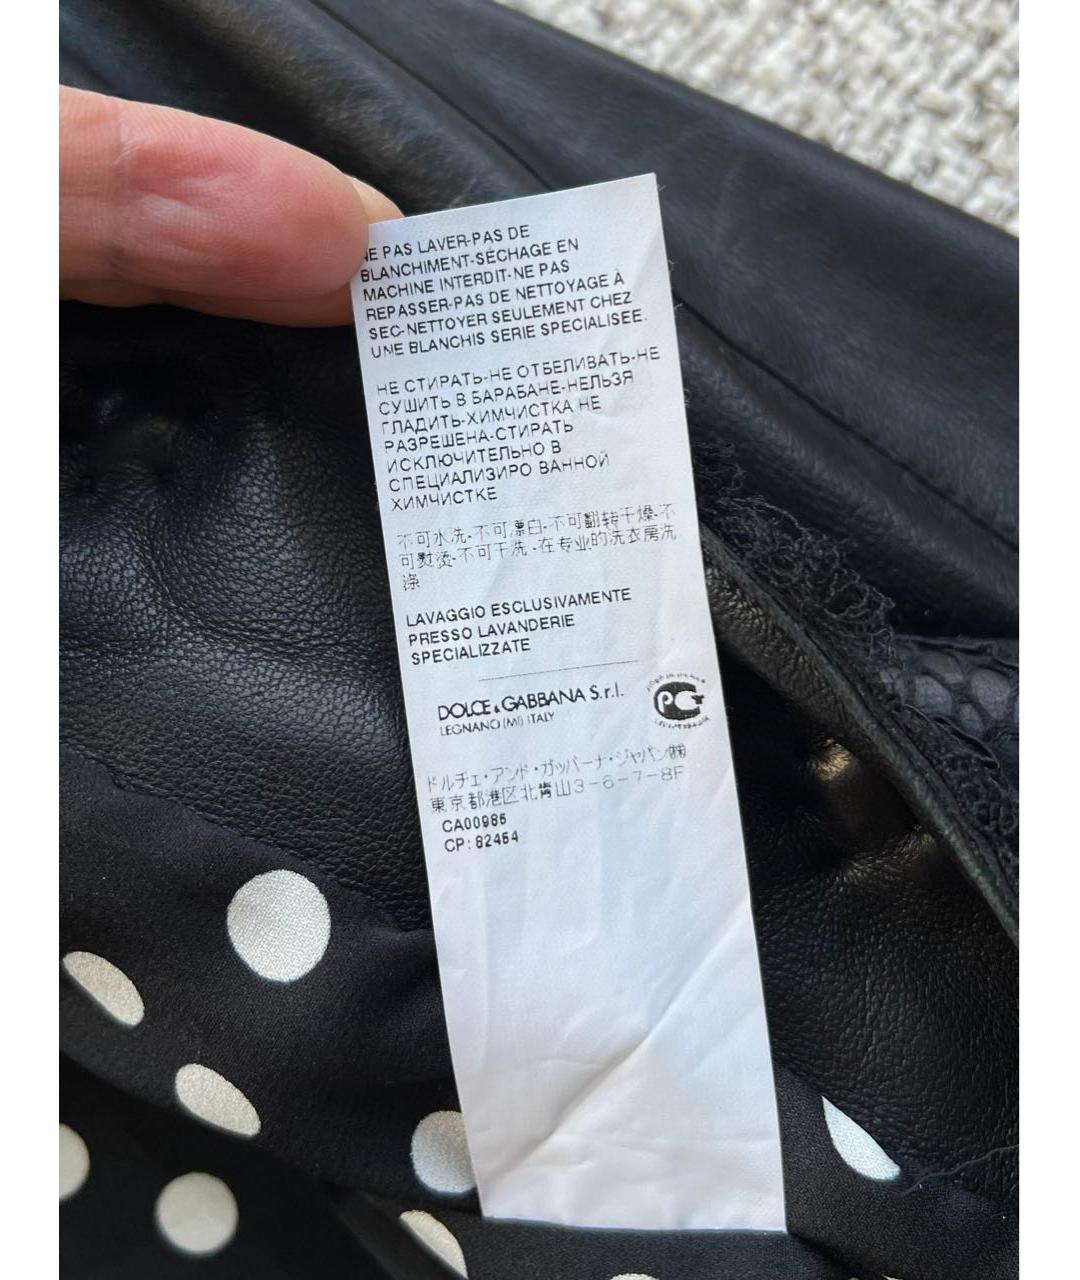 NE PAS LAVER-PAS DE
BLANCHIMENT-SÉCHAGE EN
MACHINE INTERDIT-NE PAS
REPASSER-PAS DE NETTOYAGE À
SEC-NETTOYER SEULEMENT CHEZ
UNE BLANCHIS SERIE SPECIALISEE.
НЕ СТИРАТЬ-НЕ ОТБЕЛИВАТЬ-НЕ
СУШИТЬ В БАРАБАНЕ-НЕЛЬЗЯ
ГЛАДИТЬ-ХИМЧИСТКА НЕ
РАЗРЕШЕНА-СТИРАТЬ
ИСКЛЮЧИТЕЛЬНО В
СПЕЦИАЛИЗИРО ВАННОЙ
ХИМЧИСТКЕ
不可水洗-不可漂白-不可翻转干燥-不
可熨烫-不可干洗-在专业的洗衣房洗
涤
LAVAGGIO ESCLUSIVAMENTE
PRESSO LAVANDERIE
SPECIALIZZATE
DOLCE & GABBANA S.r.l.
LEGNANO (MI) ITALY
РСТ
ドルチェ・アンド・ガッバーナ・ジャパン㈱
東京都港区北青山3-6-7-8F
CA00985
CP: 82454